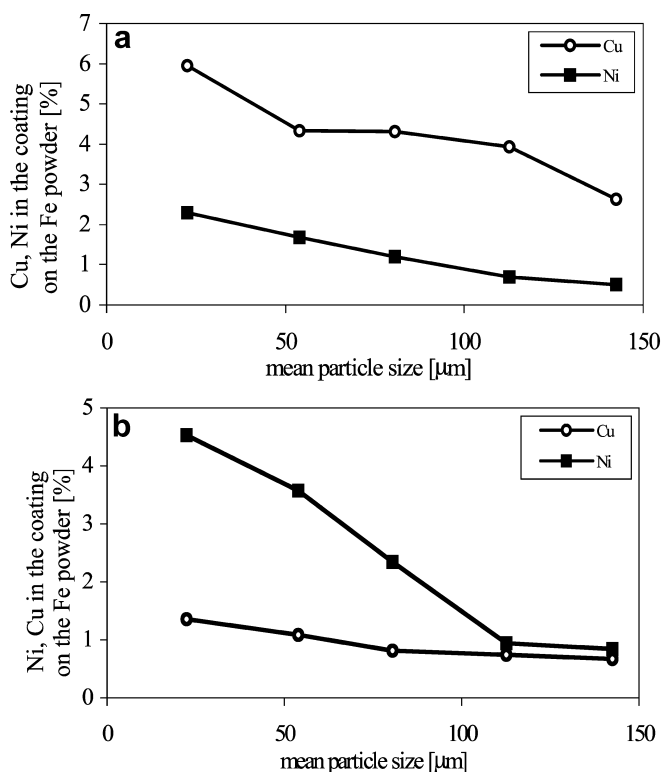 a
Cu, Ni in the coating
on the Fe powder [%]
7
6
5
4
3
2
1
0
Cu
Ni
0 50 100 150
mean particle size [µm]
b
Ni, Cu in the coating
on the Fe powder [%]
5
4
3
2
1
0
Cu
Ni
0 50 100 150
mean particle size [µm]